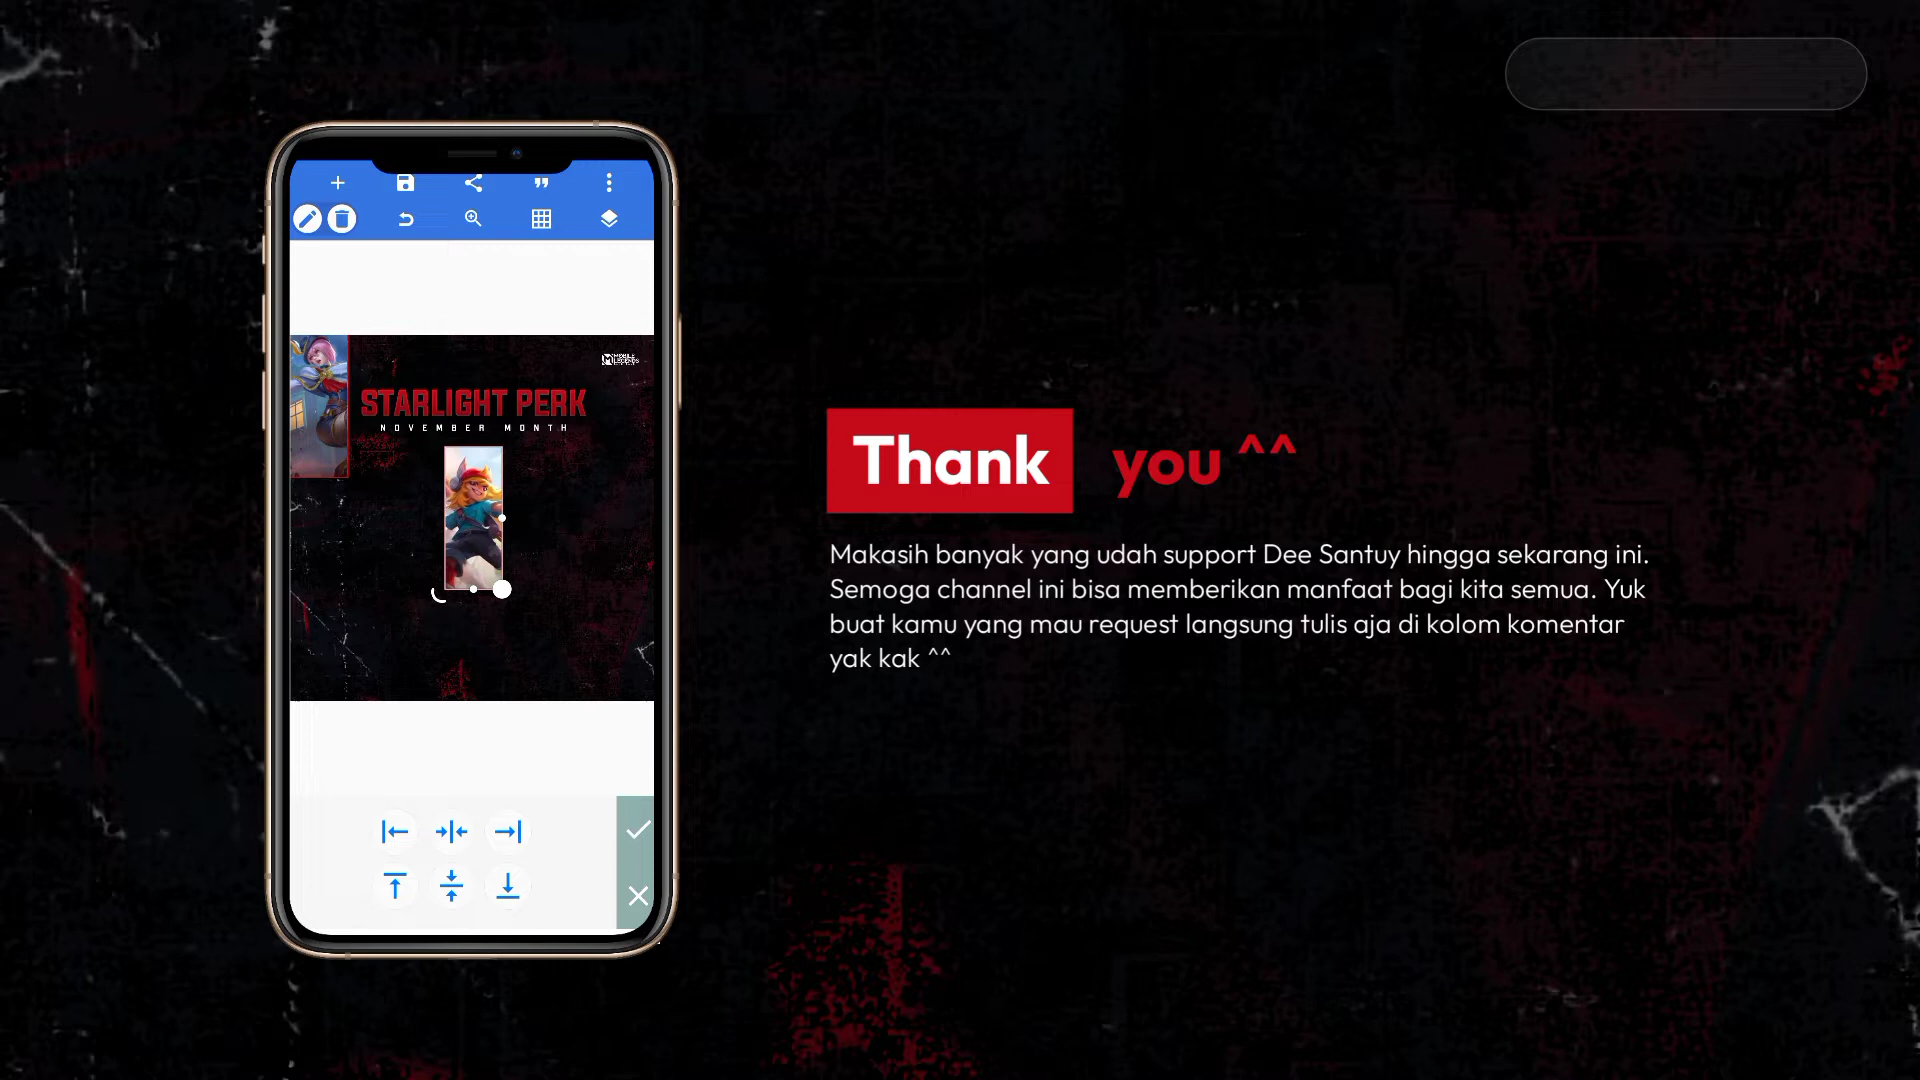 MOBILE
LEGENDS
STARLIGHT PERK
NOVEMBER MONTH
Thank you ^^
Makasih banyak yang udah support Dee Santuy hingga sekarang ini.
Semoga channel ini bisa memberikan manfaat bagi kita semua. Yuk
buat kamu yang mau request langsung tulis aja di kolom komentar
yak kak ^^